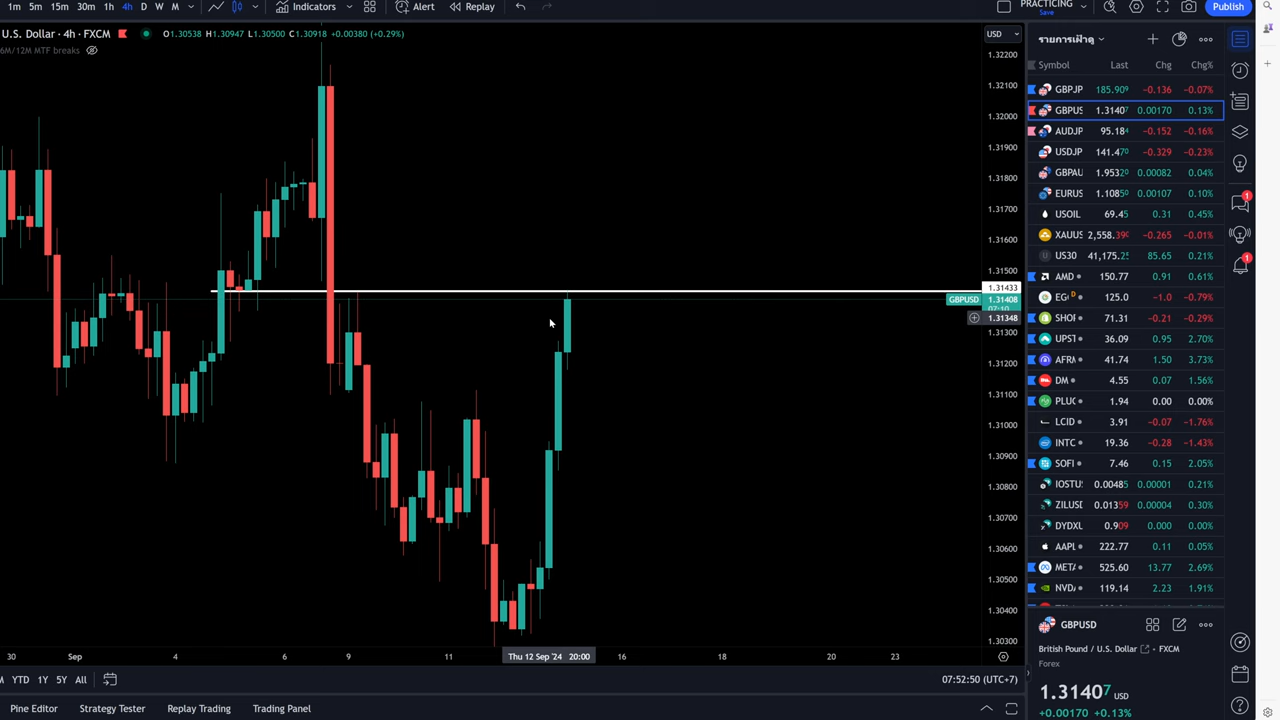 1m 5m 15m 30m 1h 4h D W M Indicators Alert Replay PRACTICING Save Publish
U.S. Dollar · 4h · FXCM O1.30538 H1.30947 L1.30500 C1.30918 +0.00380 (+0.29%)
6M/12M MTF breaks
USD
รายการเฝ้าดู
Symbol Last Chg Chg%
GBPJP 185.909 −0.136 −0.07%
GBPUS 1.31407 0.00170 0.13%
AUDJP 95.184 −0.152 −0.16%
USDJP 141.470 −0.329 −0.23%
GBPAU 1.95320 0.00082 0.04%
EURUS 1.10850 0.00107 0.10%
USOIL 69.45 0.31 0.45%
XAUUS 2,558.390 −0.265 −0.01%
US30 41,175.25 85.65 0.21%
AMD 150.77 0.91 0.61%
EG D 125.0 −1.0 −0.79%
SHOP 71.31 −0.21 −0.29%
UPST 36.09 0.95 2.70%
AFRM 41.74 1.50 3.73%
DM 4.55 0.07 1.56%
PLUG 1.94 0.00 0.00%
LCID 3.91 −0.07 −1.76%
INTC 19.36 −0.28 −1.43%
SOFI 7.46 0.15 2.05%
IOSTUS 0.00485 0.00001 0.21%
ZILUSD 0.01359 0.00004 0.30%
DYDXU 0.909 0.000 0.00%
AAPL 222.77 0.11 0.05%
META 525.60 13.77 2.69%
NVDA 119.14 2.23 1.91%
1.32200
1.32100
1.32000
1.31900
1.31800
1.31700
1.31600
1.31500
1.31433
GBPUSD 1.31408
07:10
1.31348
1.31300
1.31200
1.31100
1.31000
1.30900
1.30800
1.30700
1.30600
1.30500
1.30400
1.30300
30 Sep 4 6 9 11 Thu 12 Sep '24 20:00 16 18 20 23
M YTD 1Y 5Y All 07:52:50 (UTC+7)
Pine Editor Strategy Tester Replay Trading Trading Panel
GBPUSD
British Pound / U.S. Dollar · FXCM
Forex
1.31407 USD
+0.00170 +0.13%
1
1